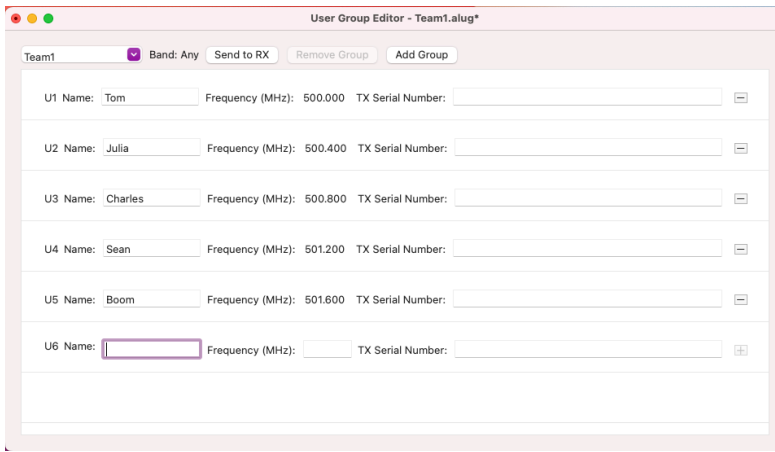 User Group Editor - Team1.alug*
Team1 Band: Any Send to RX Remove Group Add Group
U1 Name: Tom Frequency (MHz): 500.000 TX Serial Number:
U2 Name: Julia Frequency (MHz): 500.400 TX Serial Number:
U3 Name: Charles Frequency (MHz): 500.800 TX Serial Number:
U4 Name: Sean Frequency (MHz): 501.200 TX Serial Number:
U5 Name: Boom Frequency (MHz): 501.600 TX Serial Number:
U6 Name: Frequency (MHz): TX Serial Number: